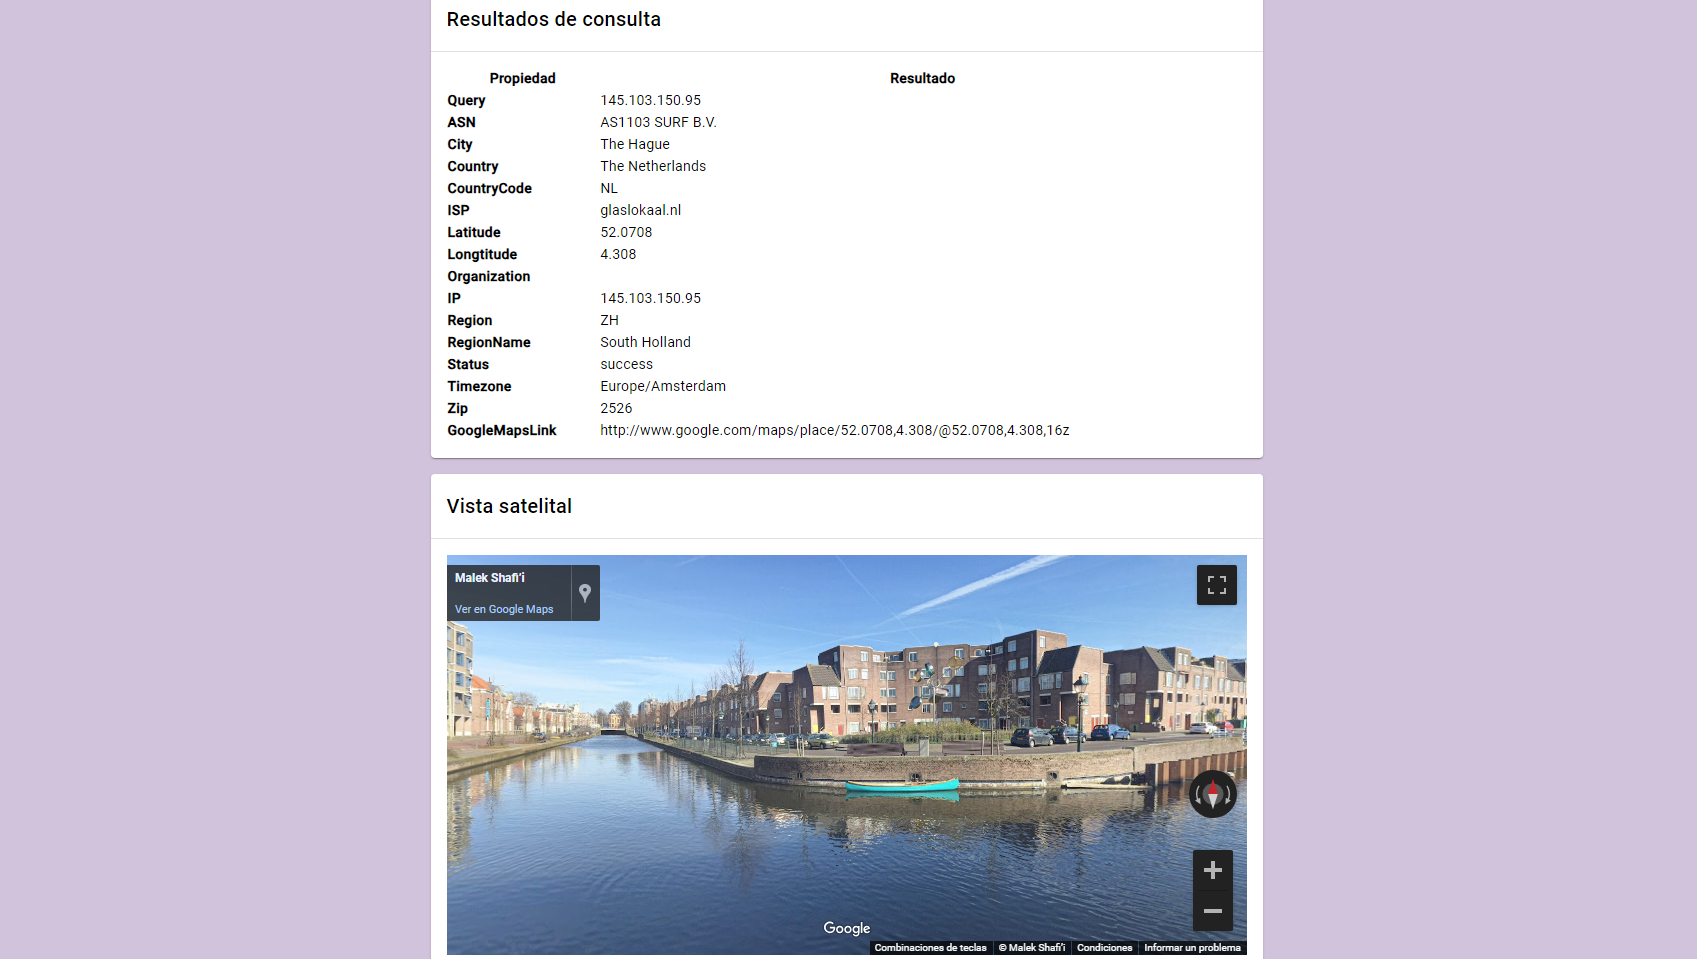 Resultados de consulta
Propiedad Resultado
Query 145.103.150.95
ASN AS1103 SURF B.V.
City The Hague
Country The Netherlands
CountryCode NL
ISP glaslokaal.nl
Latitude 52.0708
Longtitude 4.308
Organization
IP 145.103.150.95
Region ZH
RegionName South Holland
Status success
Timezone Europe/Amsterdam
Zip 2526
GoogleMapsLink http://www.google.com/maps/place/52.0708,4.308/@52.0708,4.308,16z
Vista satelital
Malek Shafi'i
Ver en Google Maps
Google
Combinaciones de teclas © Malek Shafi'i Condiciones Informar un problema